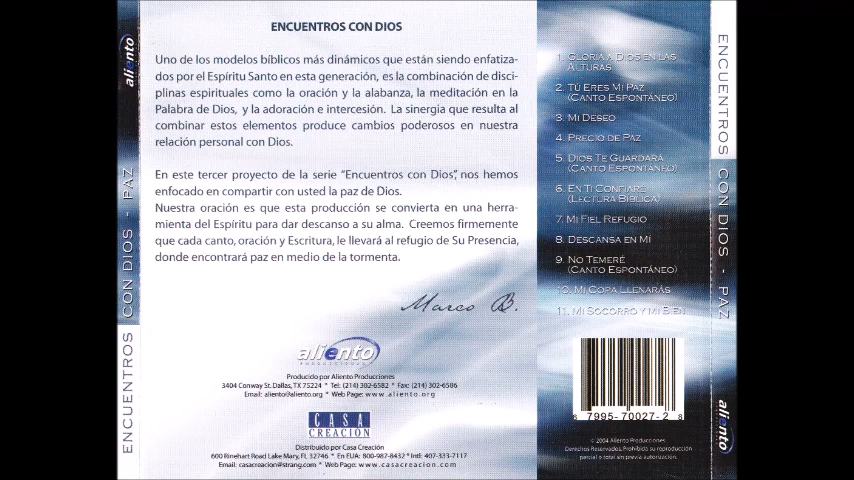 aliento
ENCUENTROS CON DIOS - PAZ
ENCUENTROS CON DIOS
Uno de los modelos bíblicos más dinámicos que están siendo enfatiza-
dos por el Espíritu Santo en esta generación, es la combinación de disci-
plinas espirituales como la oración y la alabanza, la meditación en la
Palabra de Dios, y la adoración e intercesión. La sinergia que resulta al
combinar estos elementos produce cambios poderosos en nuestra
relación personal con Dios.
En este tercer proyecto de la serie "Encuentros con Dios", nos hemos
enfocado en compartir con usted la paz de Dios.
Nuestra oración es que esta producción se convierta en una herra-
mienta del Espíritu para dar descanso a su alma. Creemos firmemente
que cada canto, oración y Escritura, le llevará al refugio de Su Presencia,
donde encontrará paz en medio de la tormenta.
Marco B.
aliento
PRODUCCIONES
Producido por Aliento Producciones
3404 Conway St. Dallas, TX 75224 * Tel: (214) 302-6582 * Fax: (214) 302-6586
Email: aliento@aliento.org * Web Page: www.aliento.org
CASA
CREACIÓN
Distribuido por Casa Creación
600 Rinehart Road Lake Mary, FL 32746 * En EUA: 800-987-8432 * Intl: 407-333-7117
Email: casacreacion@strang.com * Web Page: www.casacreacion.com
1. GLORIA A DIOS EN LAS
ALTURAS
2. TÚ ERES MI PAZ
(CANTO ESPONTÁNEO)
3. MI DESEO
4. PRECIO DE PAZ
5. DIOS TE GUARDARÁ
(CANTO ESPONTÁNEO)
6. EN TI CONFIARÉ
(LECTURA BÍBLICA)
7. MI FIEL REFUGIO
8. DESCANSA EN MÍ
9. NO TEMERÉ
(CANTO ESPONTÁNEO)
10. MI COPA LLENARÁS
11. MI SOCORRO Y MI BIEN
6 7995-70027-2 8
© 2004 Aliento Producciones
Derechos Reservados. Prohibida su reproducción
parcial o total sin previa autorización.
ENCUENTROS CON DIOS - PAZ
aliento